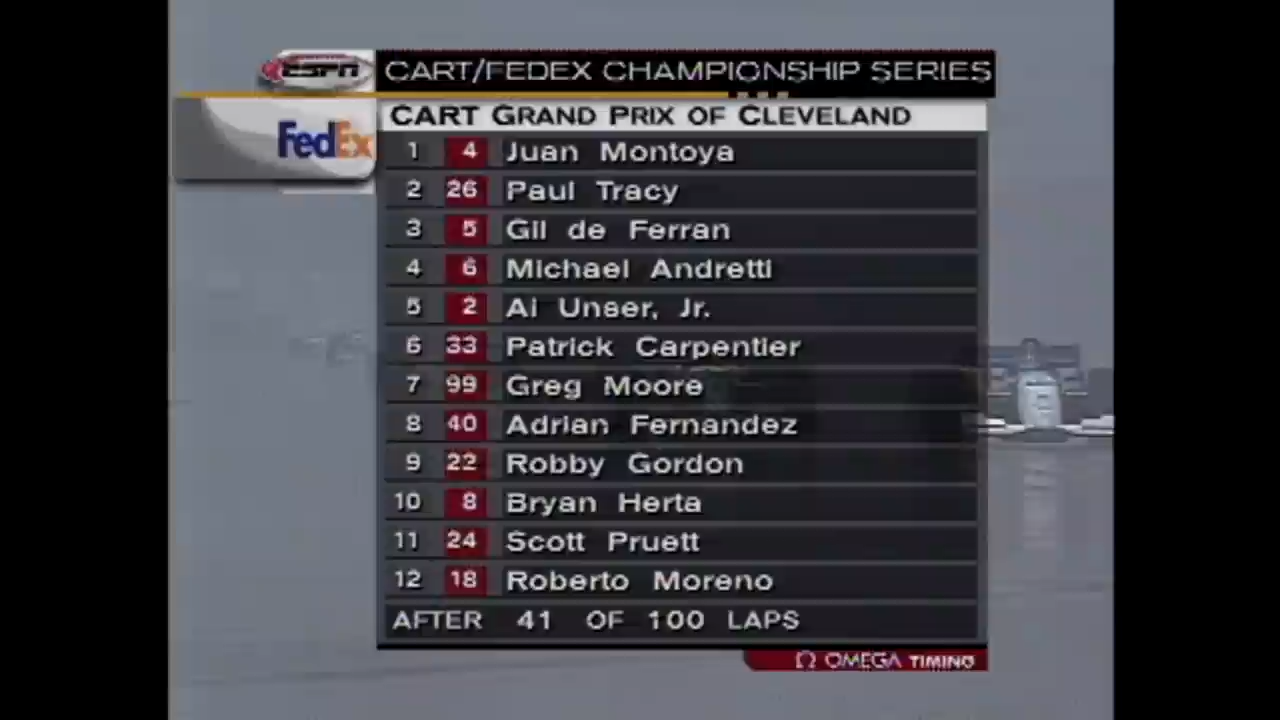 ESPN CART/FEDEX CHAMPIONSHIP SERIES
FedEx CART GRAND PRIX OF CLEVELAND
1 4 Juan Montoya
2 26 Paul Tracy
3 5 Gil de Ferran
4 6 Michael Andretti
5 2 Al Unser, Jr.
6 33 Patrick Carpentier
7 99 Greg Moore
8 40 Adrian Fernandez
9 22 Robby Gordon
10 8 Bryan Herta
11 24 Scott Pruett
12 18 Roberto Moreno
AFTER 41 OF 100 LAPS
Ω OMEGA TIMING